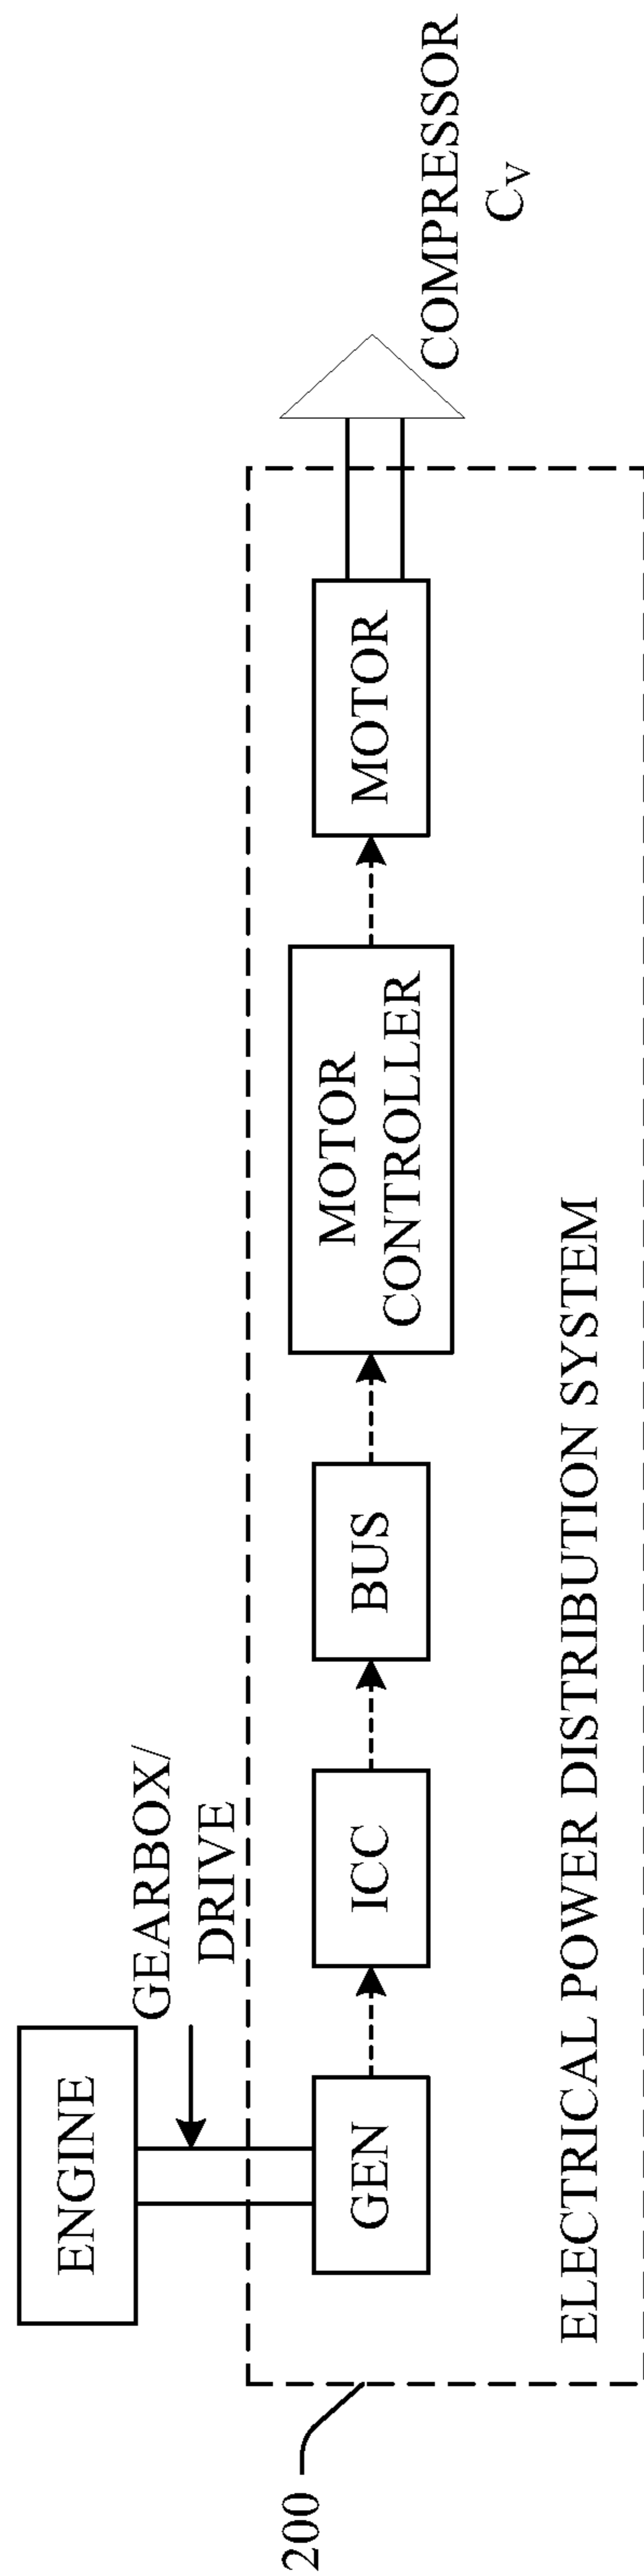 ENGINE
GEARBOX/
DRIVE
200
GEN
ICC
BUS
MOTOR
CONTROLLER
MOTOR
COMPRESSOR
Cᵥ
ELECTRICAL POWER DISTRIBUTION SYSTEM